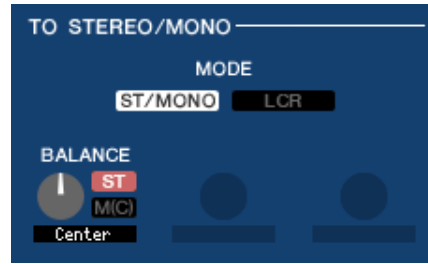 TO STEREO/MONO
MODE
ST/MONO LCR
BALANCE
ST
M(C)
Center